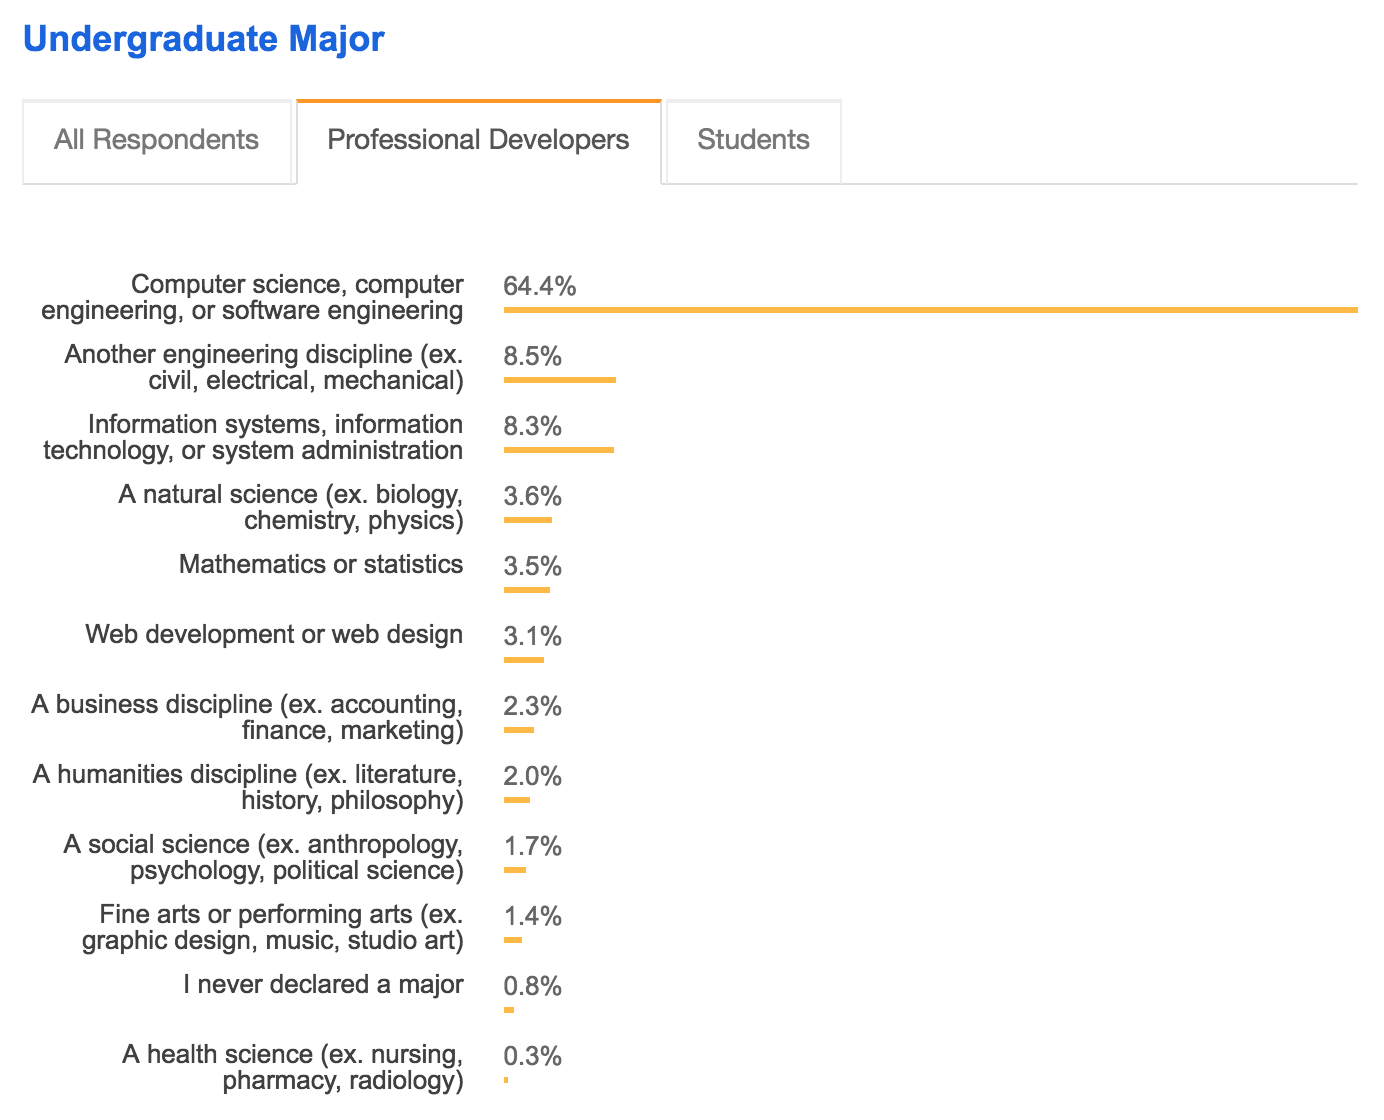 Undergraduate Major
All Respondents
Professional Developers
Students
Computer science, computer
engineering, or software engineering
64.4%
Another engineering discipline (ex.
civil, electrical, mechanical)
8.5%
Information systems, information
technology, or system administration
8.3%
A natural science (ex. biology,
chemistry, physics)
3.6%
Mathematics or statistics
3.5%
Web development or web design
3.1%
A business discipline (ex. accounting,
finance, marketing)
2.3%
A humanities discipline (ex. literature,
history, philosophy)
2.0%
A social science (ex. anthropology,
psychology, political science)
1.7%
Fine arts or performing arts (ex.
graphic design, music, studio art)
1.4%
I never declared a major
0.8%
A health science (ex. nursing,
pharmacy, radiology)
0.3%